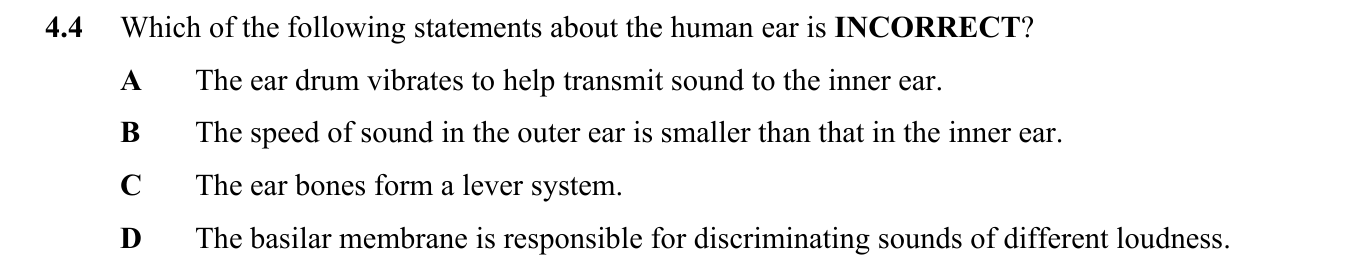 4.4 Which of the following statements about the human ear is INCORRECT?
A The ear drum vibrates to help transmit sound to the inner ear.
B The speed of sound in the outer ear is smaller than that in the inner ear.
C The ear bones form a lever system.
D The basilar membrane is responsible for discriminating sounds of different loudness.